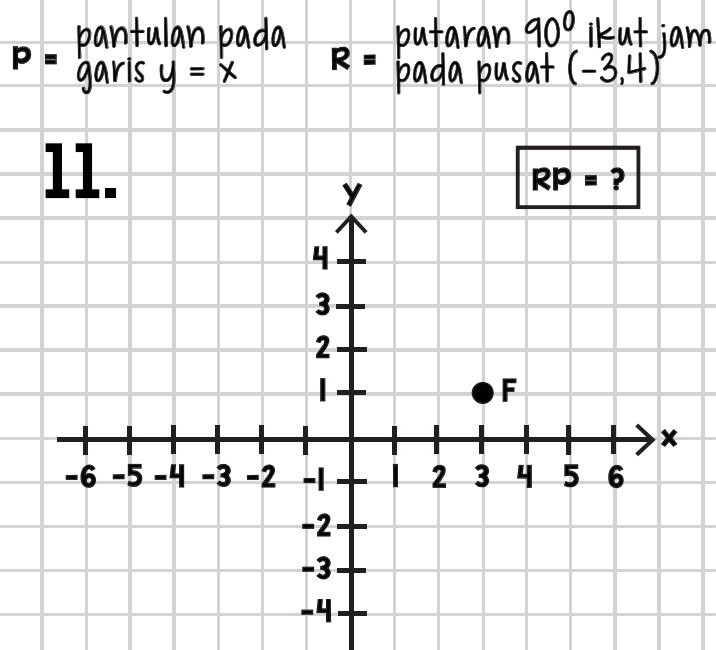 P = pantulan pada
garis y = x
R = putaran 90⁰ ikut jam
pada pusat (-3,4)
11.
RP = ?
y
4
3
2
1
F
x
-6 -5 -4 -3 -2 -1 1 2 3 4 5 6
-2
-3
-4